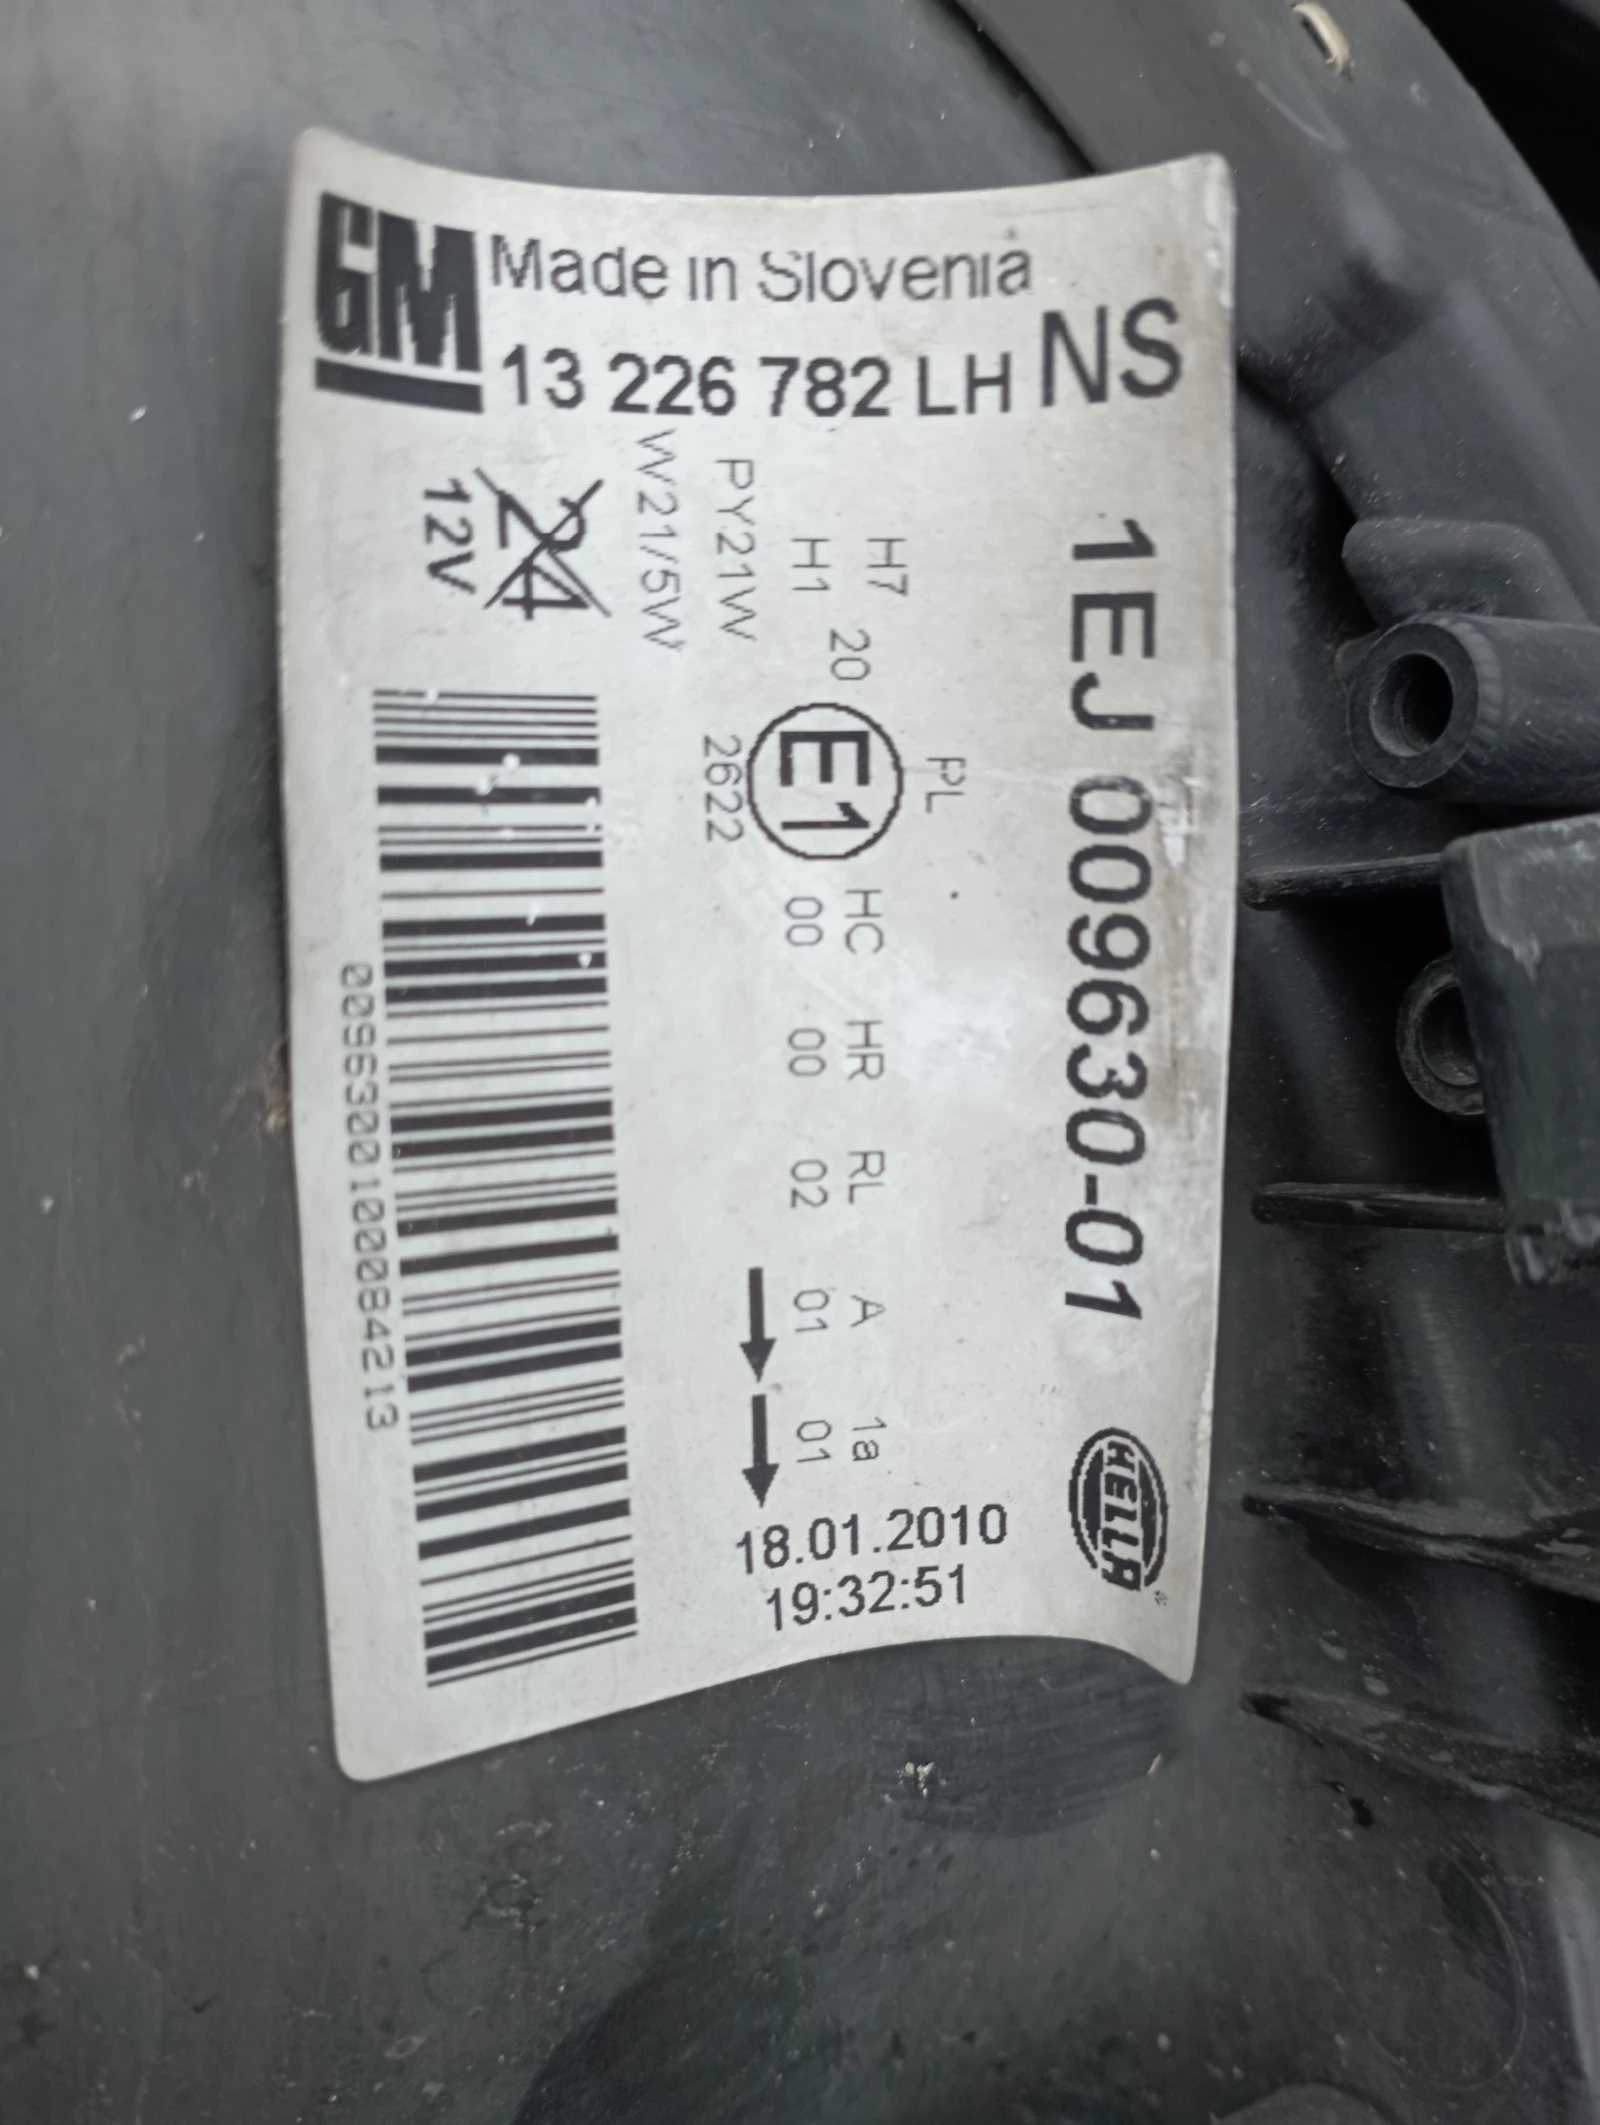 GM
Made in Slovenia
13 226 782 LH NS
1EJ 009630-01
HELLA
®
PL
H7
H1
20
E1
HC HR RL A 1a
00 00 02 01 01
PY21W
2622
W21/5W
24
12V
0096300100084213
18.01.2010
19:32:51